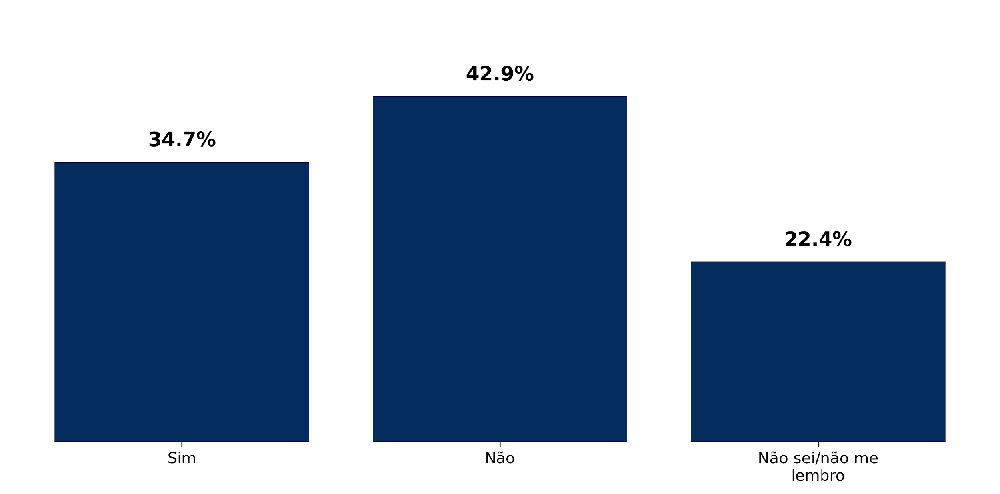 42.9%
34.7%
22.4%
Sim
Não
Não sei/não me
lembro